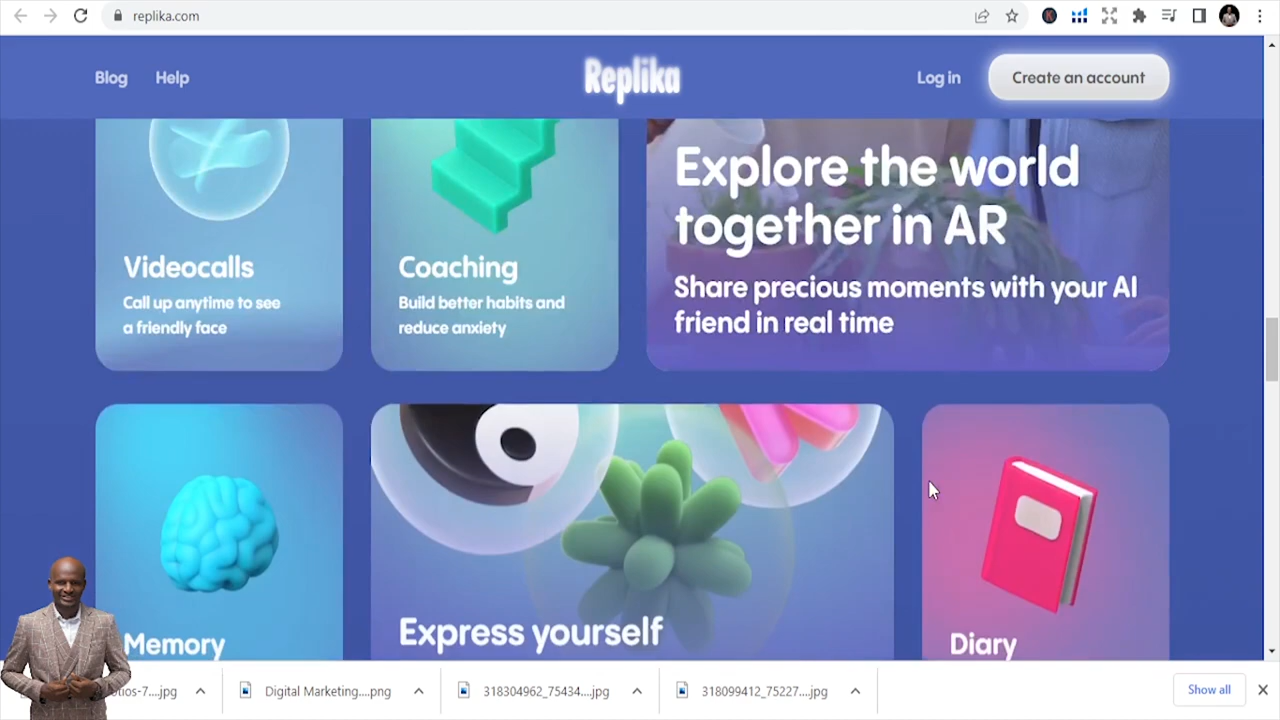 replika.com
Blog
Help
Replika
Log in
Create an account
Explore the world
together in AR
Videocalls
Coaching
Call up anytime to see
a friendly face
Build better habits and
reduce anxiety
Share precious moments with your AI
friend in real time
Memory
Express yourself
Diary
Digital Marketing....png
318304962_75434....jpg
318099412_75227....jpg
Show all